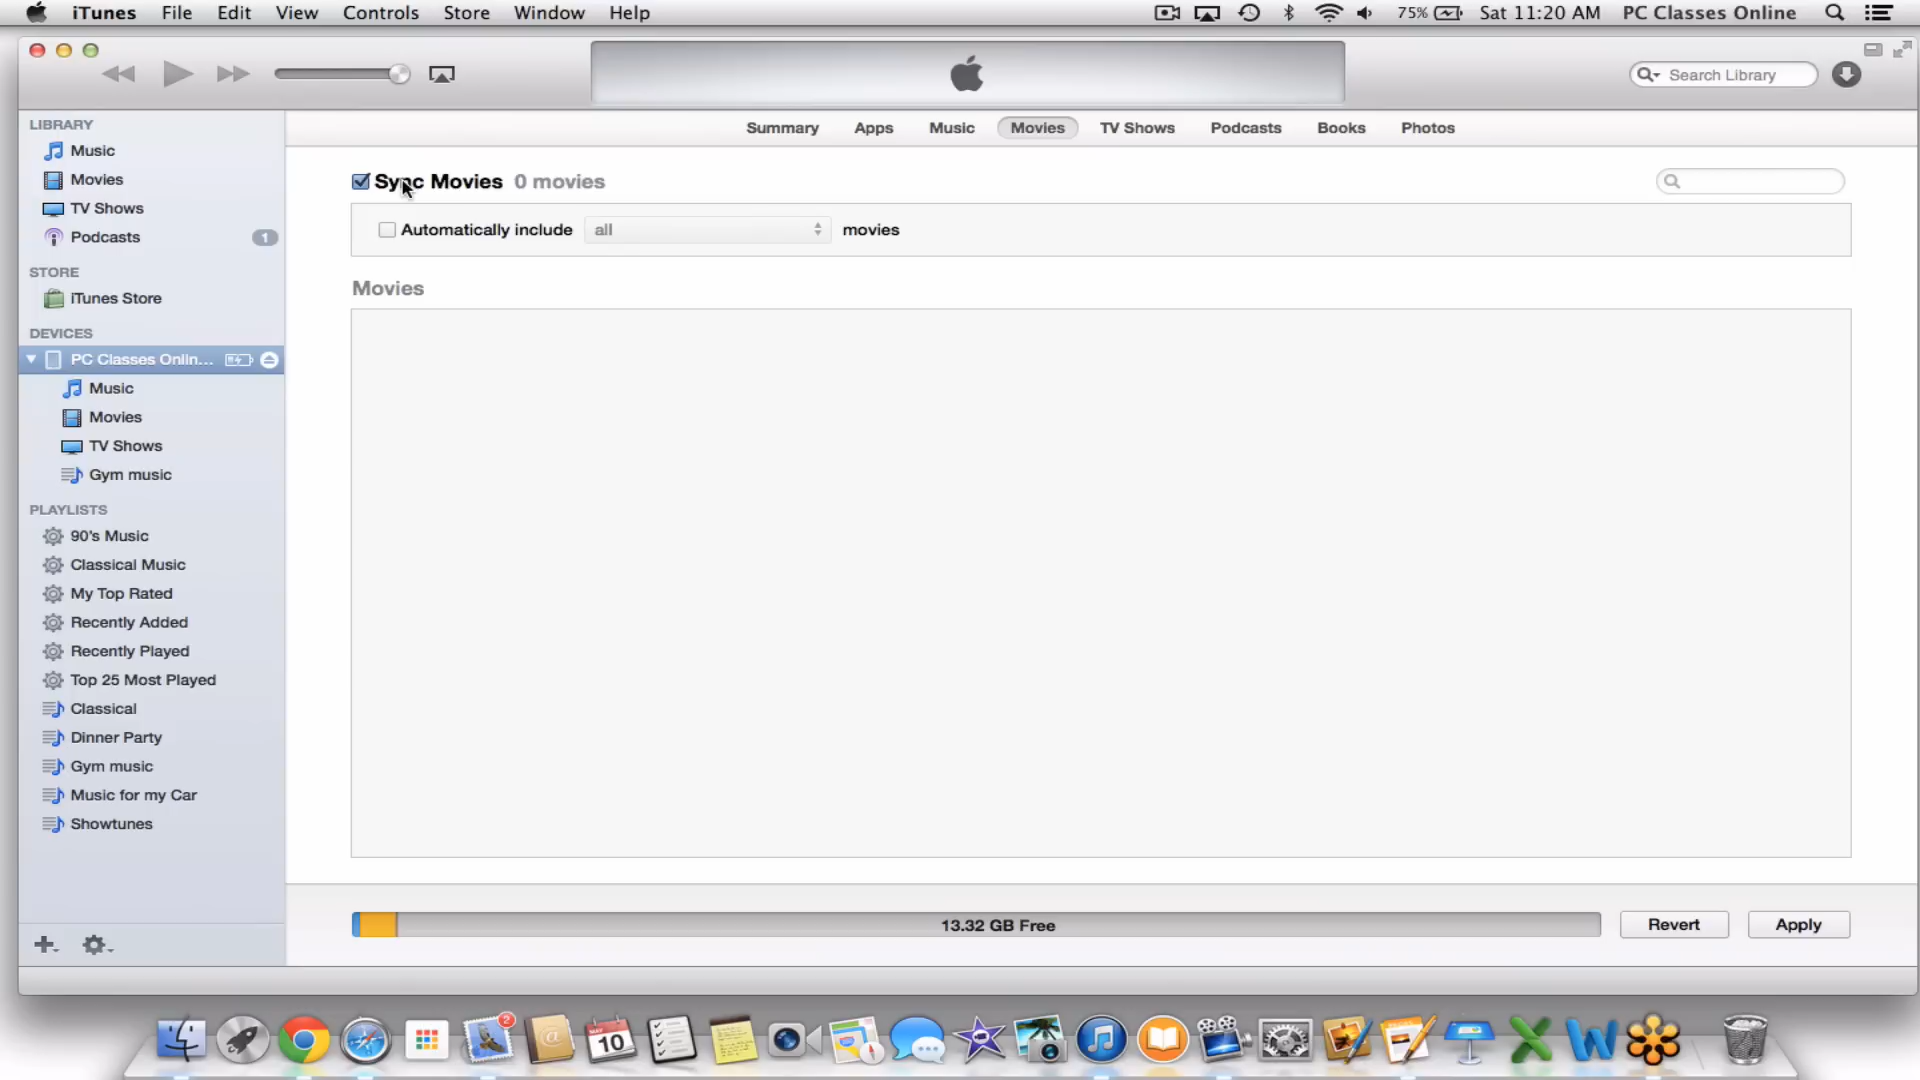 iTunes File Edit View Controls Store Window Help 75% Sat 11:20 AM PC Classes Online
Search Library
LIBRARY
Music
Movies
TV Shows
Podcasts 1
STORE
iTunes Store
DEVICES
PC Classes Onlin...
Music
Movies
TV Shows
Gym music
PLAYLISTS
90's Music
Classical Music
My Top Rated
Recently Added
Recently Played
Top 25 Most Played
Classical
Dinner Party
Gym music
Music for my Car
Showtunes
Summary Apps Music Movies TV Shows Podcasts Books Photos
Sync Movies 0 movies
Automatically include all movies
Movies
13.32 GB Free Revert Apply
2
10